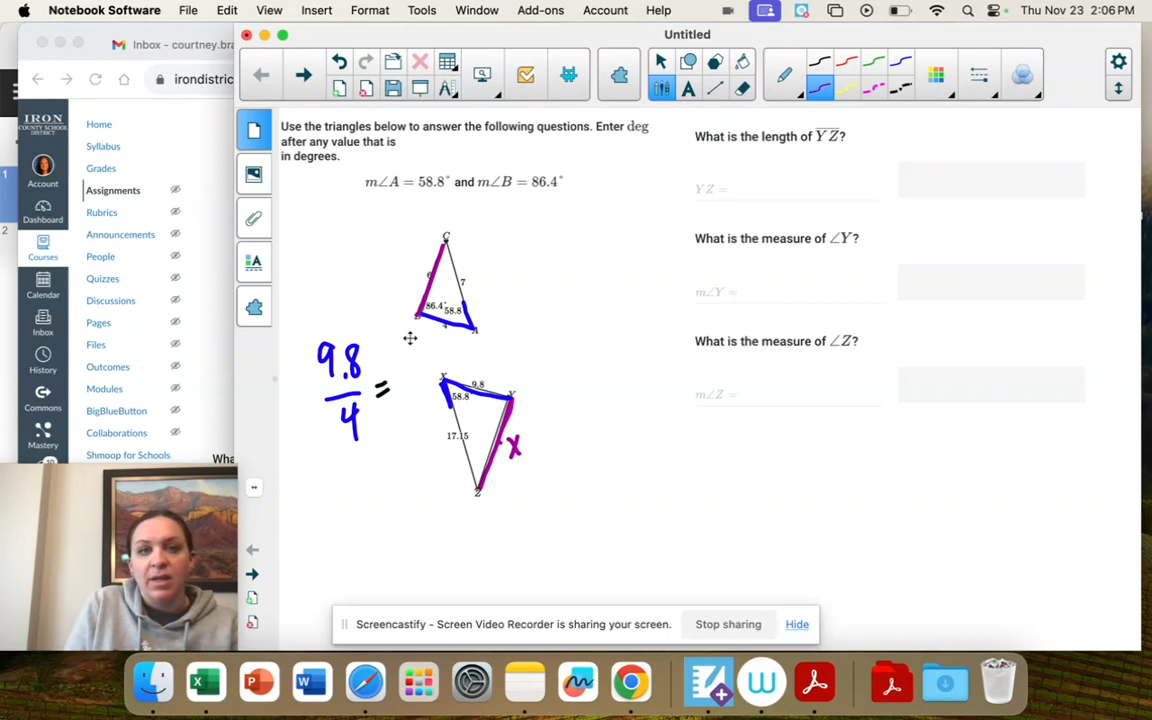 Notebook Software File Edit View Insert Format Tools Window Add-ons Account Help Thu Nov 23 2:06 PM
Inbox - courtney.bra
Untitled
irondistric
IRON
COUNTY SCHOOL
DISTRICT
Account
Dashboard
Courses
Calendar
Inbox
History
Commons
Mastery
Home
Syllabus
Grades
Assignments
Rubrics
Announcements
People
Quizzes
Discussions
Pages
Files
Outcomes
Modules
BigBlueButton
Collaborations
Shmoop for Schools
1
2
Wha
Use the triangles below to answer the following questions. Enter deg
after any value that is
in degrees.
m∠A = 58.8° and m∠B = 86.4°
C
6
7
86.4°
58.8
4
A
9.8
4
=
X
9.8
Y
58.8
17.15
x
Z
What is the length of YZ?
YZ =
What is the measure of ∠Y?
m∠Y =
What is the measure of ∠Z?
m∠Z =
Screencastify - Screen Video Recorder is sharing your screen.
Stop sharing
Hide